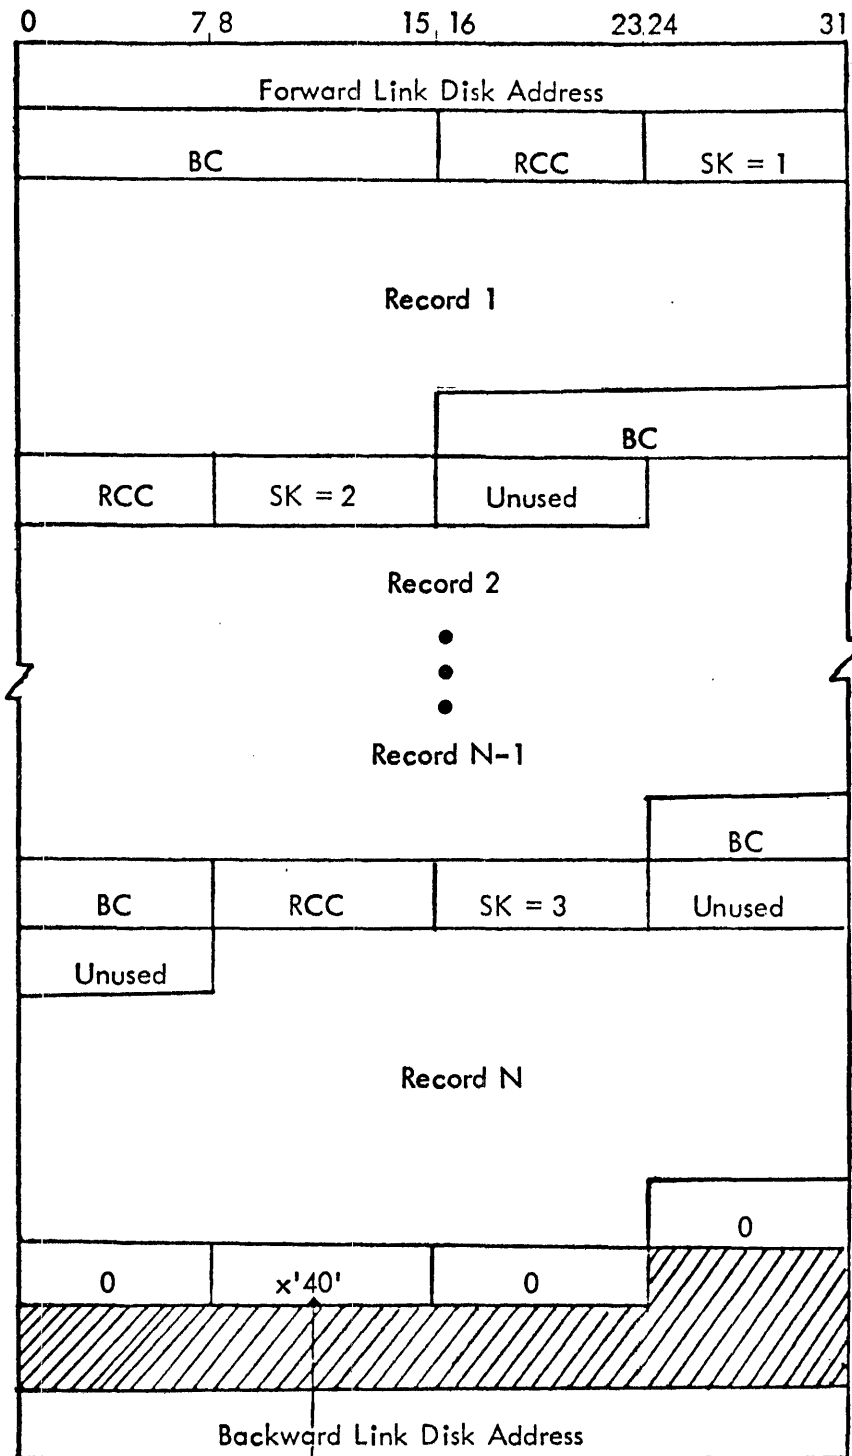 0 7 8 15 16 23 24 31
Forward Link Disk Address
BC RCC SK = 1
Record 1
BC
RCC SK = 2 Unused
Record 2
Record N-1
BC
BC RCC SK = 3 Unused
Unused
Record N
0
0 x'40' 0
Backward Link Disk Address